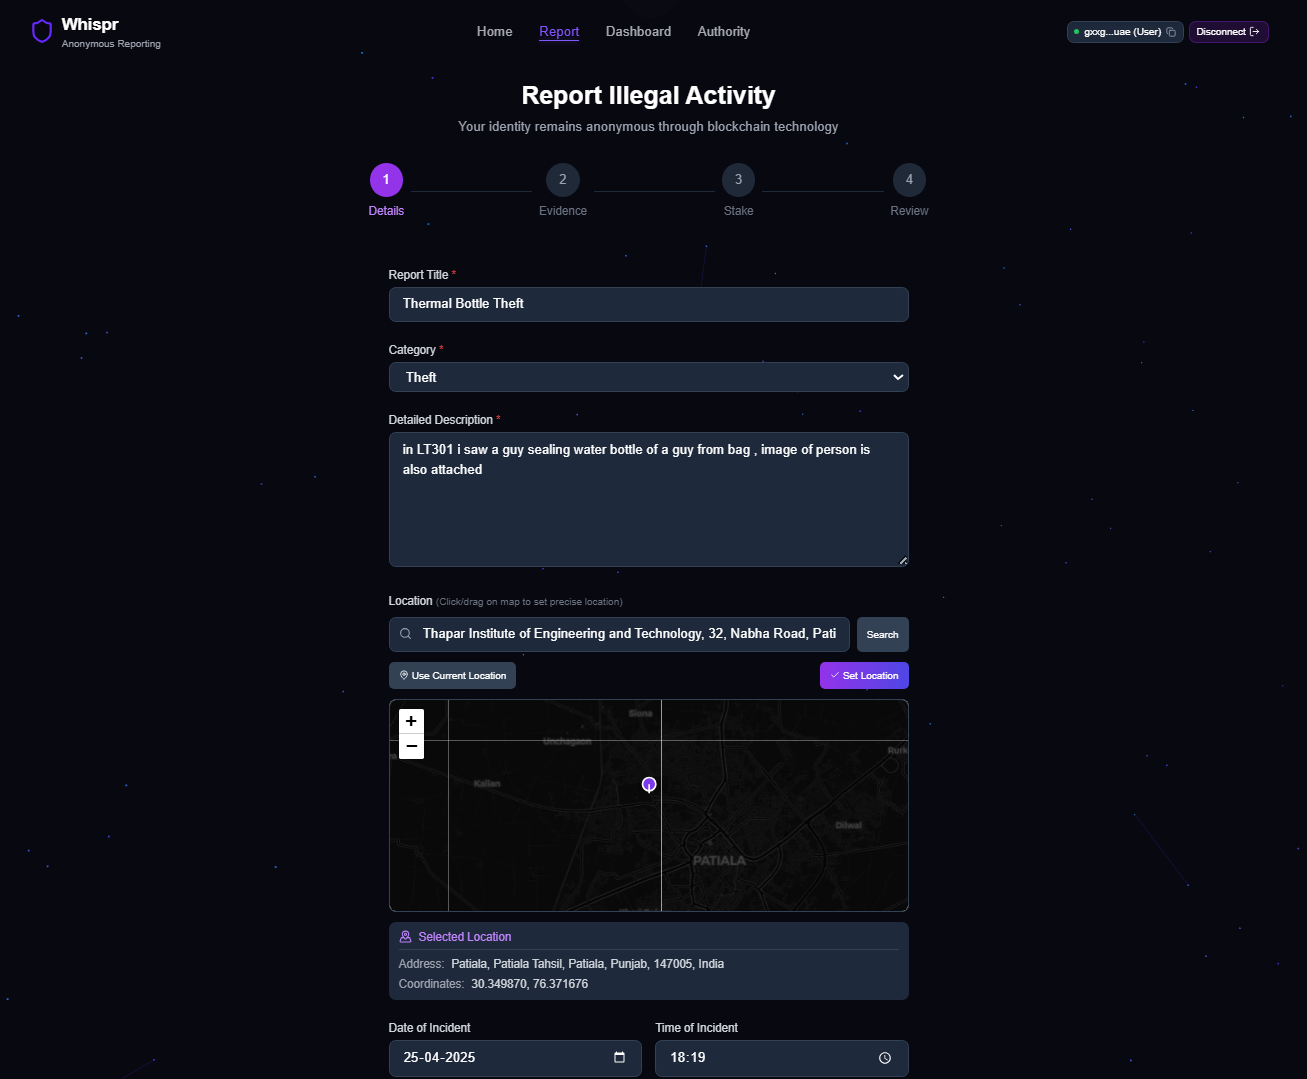 Whispr
Anonymous Reporting
Home
Report
Dashboard
Authority
gxxg...uae (User)
Disconnect
Report Illegal Activity
Your identity remains anonymous through blockchain technology
1
2
3
4
Details
Evidence
Stake
Review
Report Title *
Thermal Bottle Theft
Category *
Theft
Detailed Description *
in LT301 i saw a guy sealing water bottle of a guy from bag , image of person is
also attached
Location (Click/drag on map to set precise location)
Thapar Institute of Engineering and Technology, 32, Nabha Road, Pati
Search
Use Current Location
Set Location
+
−
Siona
Unchagaon
Rurk
Kalian
Dilwal
PATIALA
Selected Location
Address: Patiala, Patiala Tahsil, Patiala, Punjab, 147005, India
Coordinates: 30.349870, 76.371676
Date of Incident
Time of Incident
25-04-2025
18:19